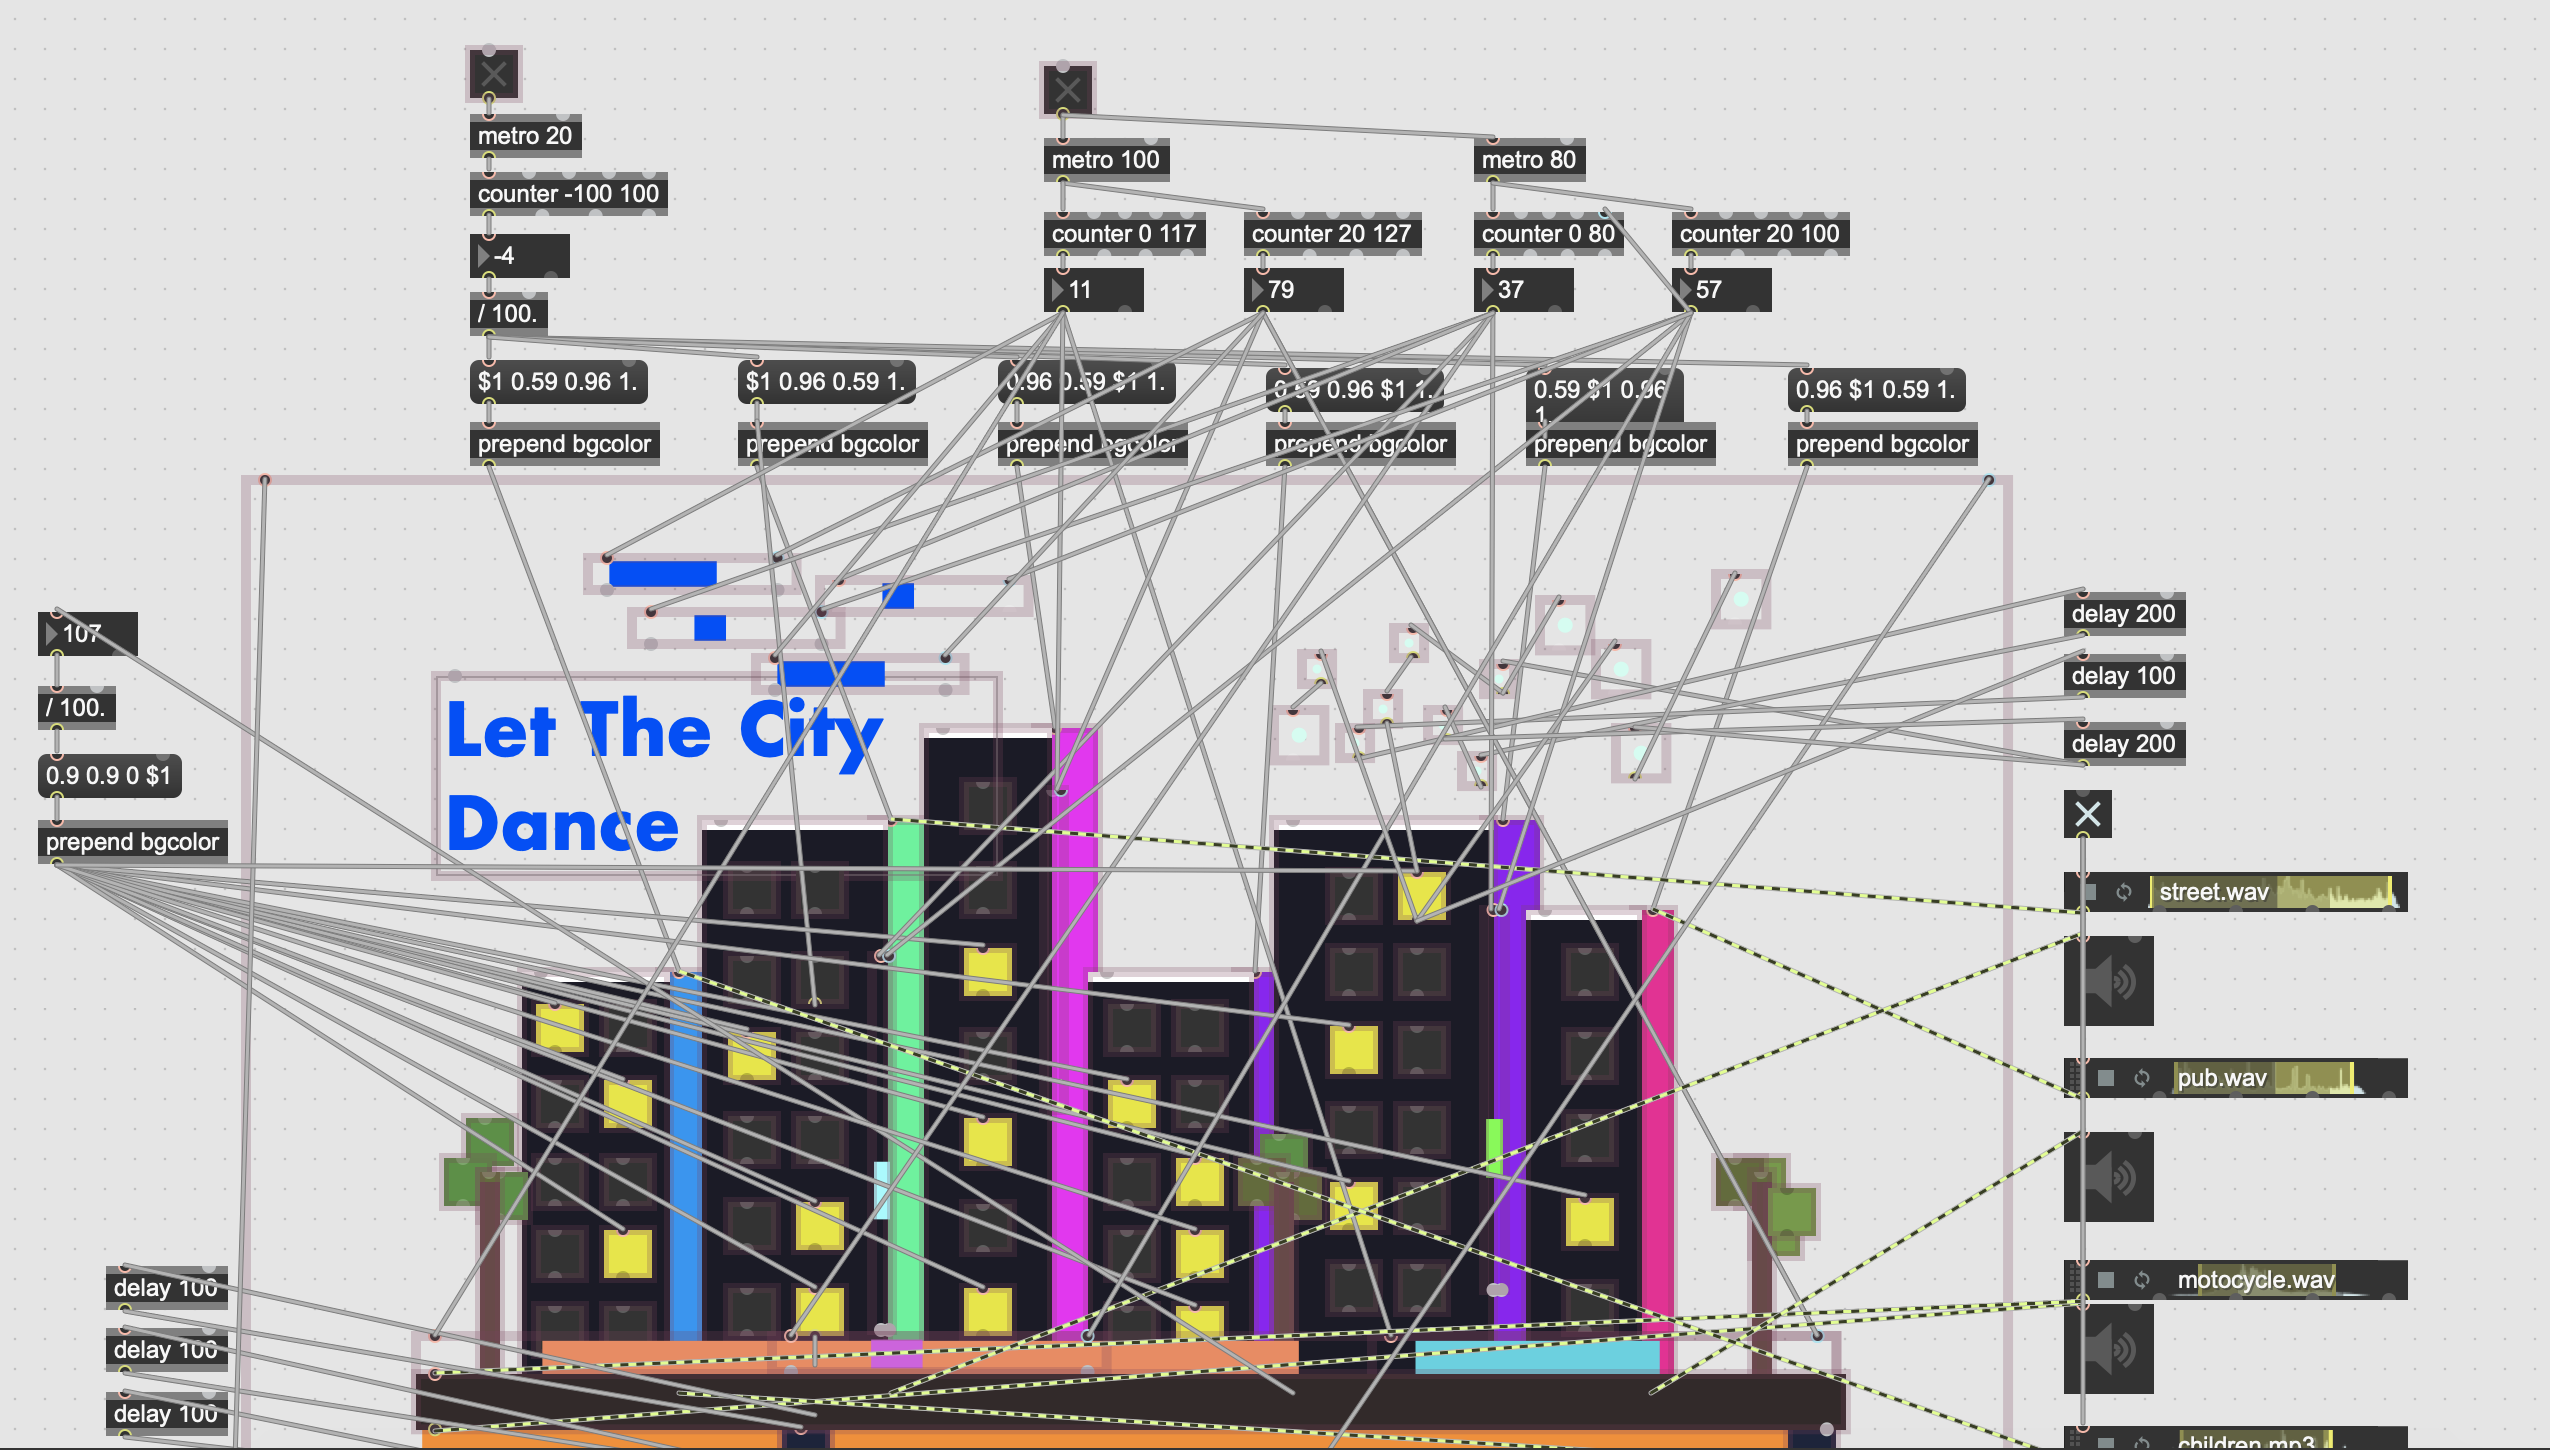 metro 20
counter -100 100
-4
/ 100.
metro 100
metro 80
counter 0 117
counter 20 127
counter 0 80
counter 20 100
11
79
37
57
$1 0.59 0.96 1.
$1 0.96 0.59 1.
0.96 0.59 $1 1.
0.59 0.96 $1 1.
0.59 $1 0.96
1.
0.96 $1 0.59 1.
prepend bgcolor
prepend bgcolor
prepend bgcolor
prepend bgcolor
prepend bgcolor
prepend bgcolor
107
/ 100.
0.9 0.9 0 $1
prepend bgcolor
Let The City
Dance
delay 200
delay 100
delay 200
street.wav
pub.wav
motocycle.wav
children.mp3
delay 100
delay 100
delay 100